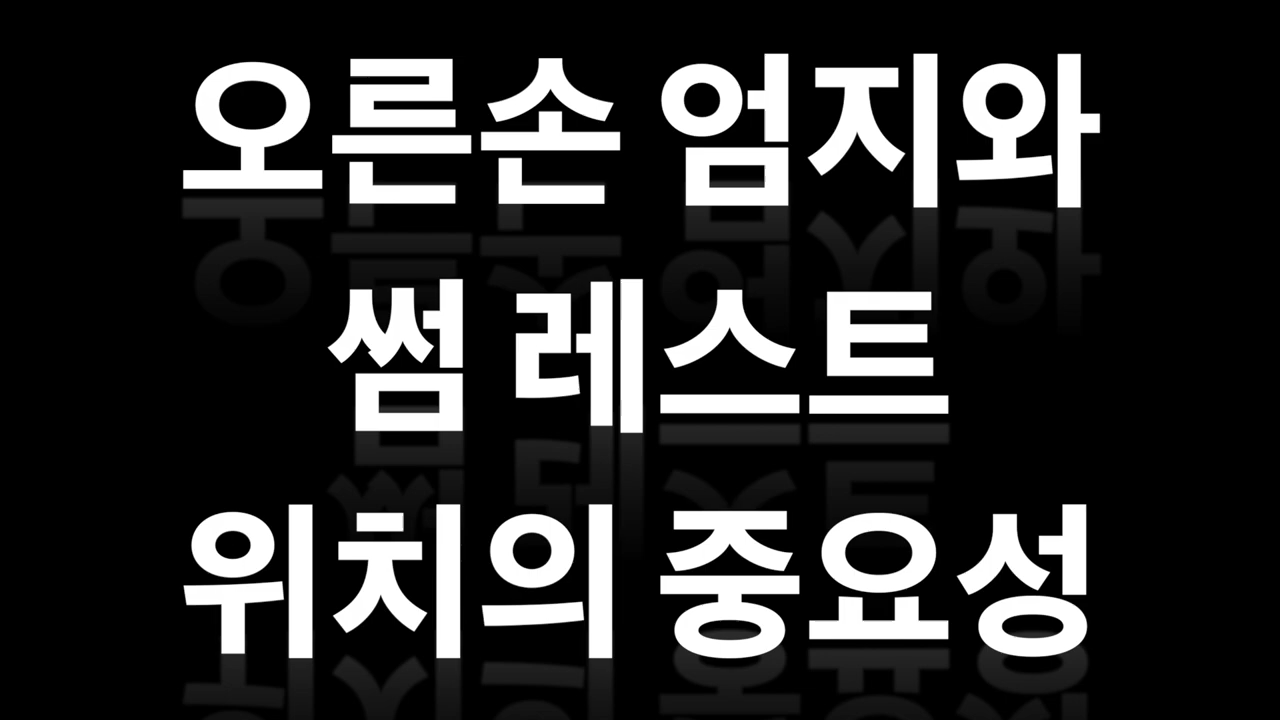 오른손 엄지와
썸 레스트
위치의 중요성